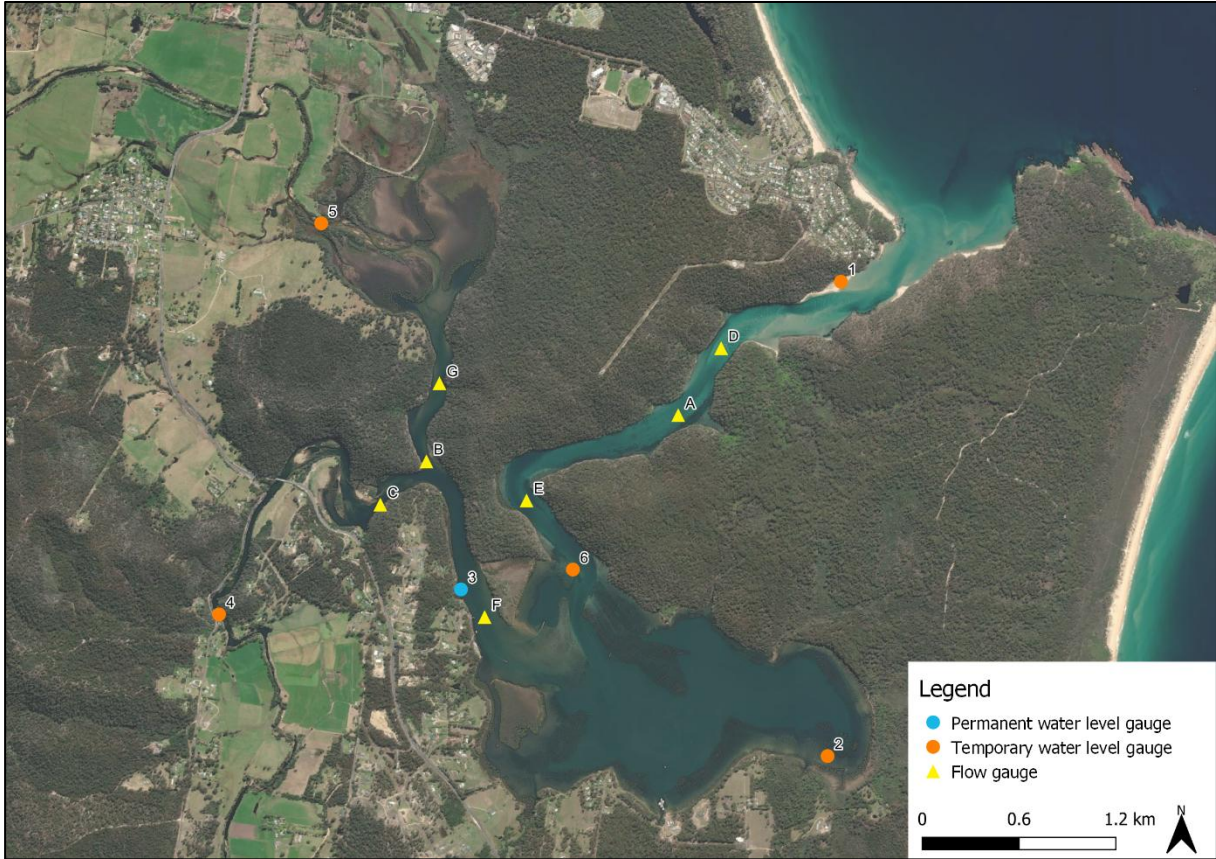 5
1
D
G
A
B
E
C
6
3
F
4
2
Legend
Permanent water level gauge
Temporary water level gauge
Flow gauge
0 0.6 1.2 km
N